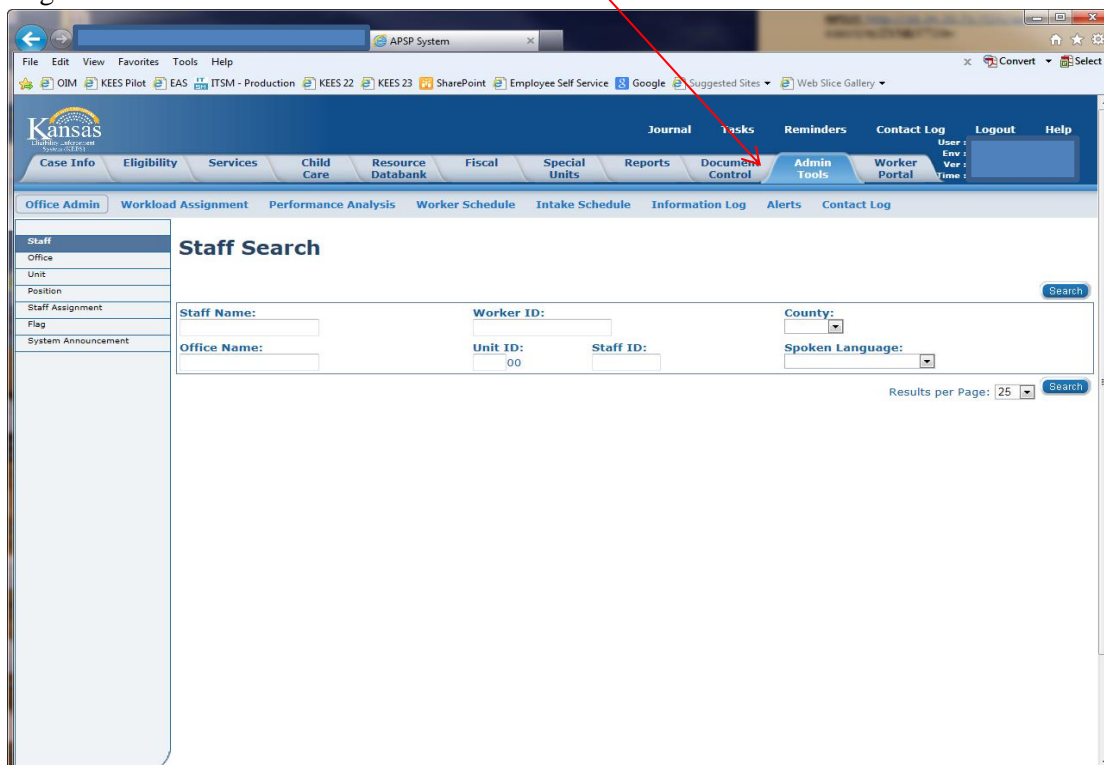 APSP System
File Edit View Favorites Tools Help
x Convert Select
OIM KEES Pilot EAS ITSM - Production KEES 22 KEES 23 SharePoint Employee Self Service Google Suggested Sites Web Slice Gallery
Kansas
Journal Tasks Reminders Contact Log Logout Help
User :
Env :
Ver :
Time :
Case Info Eligibility Services Child Care Resource Databank Fiscal Special Units Reports Document Control Admin Tools Worker Portal
Office Admin Workload Assignment Performance Analysis Worker Schedule Intake Schedule Information Log Alerts Contact Log
Staff
Office
Unit
Position
Staff Assignment
Flag
System Announcement
Staff Search
Search
Staff Name: Worker ID: County:
Office Name: Unit ID: Staff ID: Spoken Language:
00
Results per Page: 25 Search